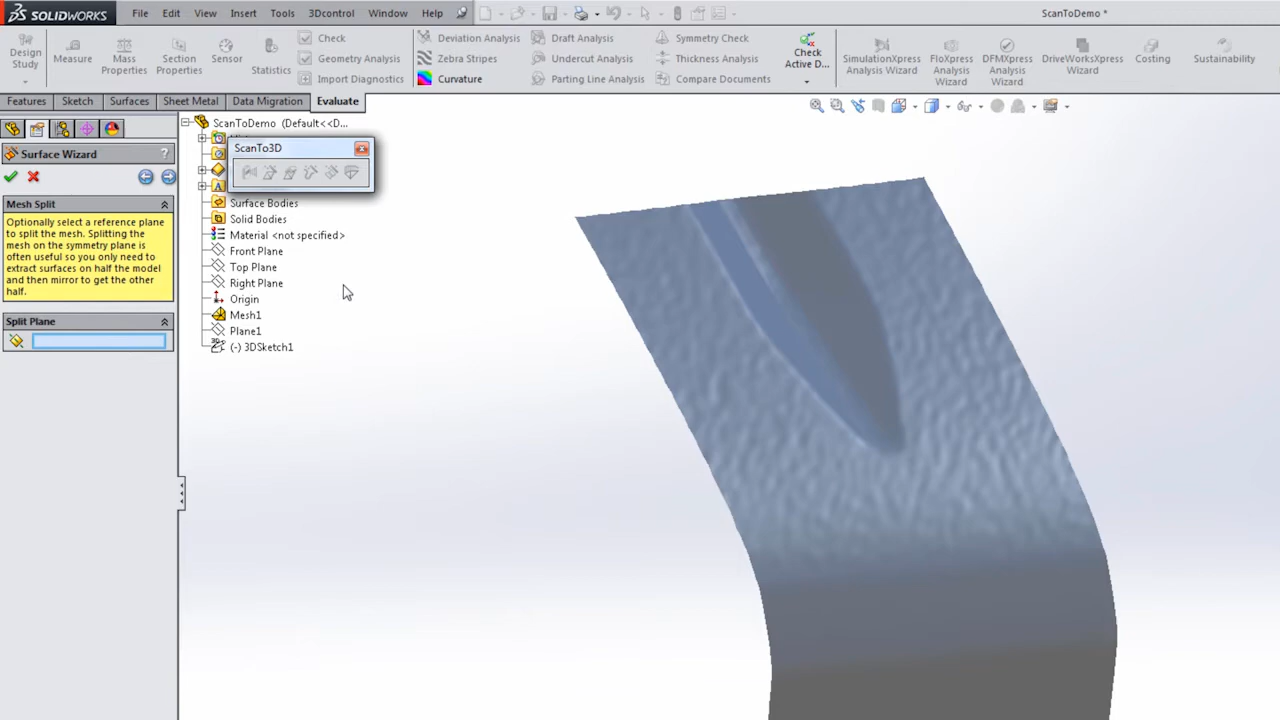 SOLIDWORKS File Edit View Insert Tools 3Dcontrol Window Help ScanToDemo *
Design Study
Measure
Mass Properties
Section Properties
Sensor
Statistics
Check
Geometry Analysis
Import Diagnostics
Deviation Analysis
Zebra Stripes
Curvature
Draft Analysis
Undercut Analysis
Parting Line Analysis
Symmetry Check
Thickness Analysis
Compare Documents
Check Active D...
SimulationXpress Analysis Wizard
FloXpress Analysis Wizard
DFMXpress Analysis Wizard
DriveWorksXpress Wizard
Costing
Sustainability
Features Sketch Surfaces Sheet Metal Data Migration Evaluate
Surface Wizard ?
Mesh Split
Optionally select a reference plane
to split the mesh. Splitting the
mesh on the symmetry plane is
often useful so you only need to
extract surfaces on half the model
and then mirror to get the other
half.
Split Plane
ScanToDemo (Default<<D...
ScanTo3D
Surface Bodies
Solid Bodies
Material <not specified>
Front Plane
Top Plane
Right Plane
Origin
Mesh1
Plane1
(-) 3DSketch1